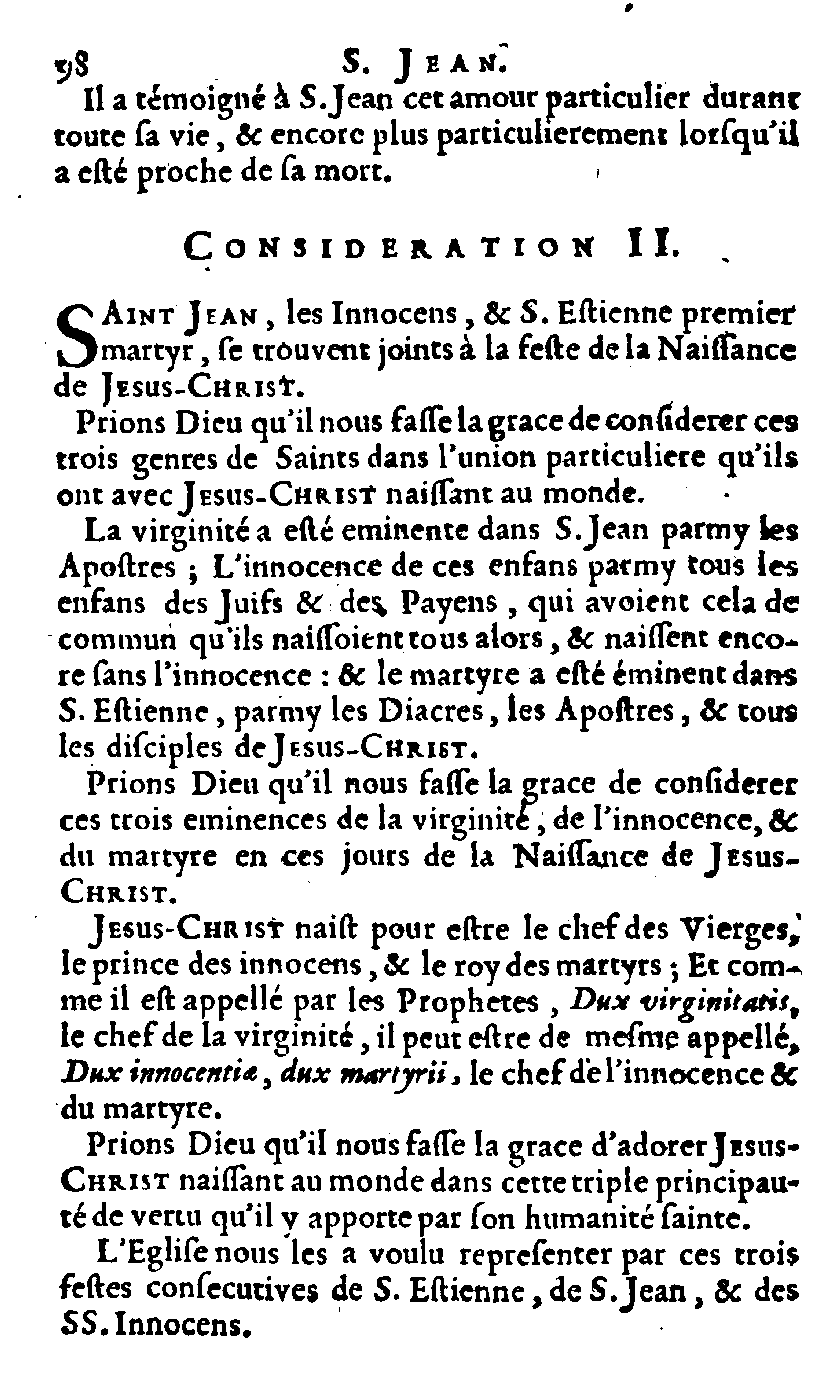 98 S. JEAN.
Il a témoigné à S. Jean cet amour particulier durant
toute ſa vie, & encore plus particulierement lorſqu'il
a eſté proche de ſa mort.
CONSIDERATION II.
SAINT JEAN, les Innocens, & S. Eſtienne premier
martyr, ſe trouvent joints à la feſte de la Naiſſance
de JESUS-CHRIST.
Prions Dieu qu'il nous faſſe la grace de conſiderer ces
trois genres de Saints dans l'union particuliere qu'ils
ont avec JESUS-CHRIST naiſſant au monde.
La virginité a eſté eminente dans S. Jean parmy les
Apoſtres ; L'innocence de ces enfans parmy tous les
enfans des Juifs & des Payens, qui avoient cela de
commun qu'ils naiſſoient tous alors, & naiſſent enco-
re ſans l'innocence : & le martyre a eſté éminent dans
S. Eſtienne, parmy les Diacres, les Apoſtres, & tous
les diſciples de JESUS-CHRIST.
Prions Dieu qu'il nous faſſe la grace de conſiderer
ces trois eminences de la virginité, de l'innocence, &
du martyre en ces jours de la Naiſſance de JESUS-
CHRIST.
JESUS-CHRIST naiſt pour eſtre le chef des Vierges,
le prince des innocens, & le roy des martyrs ; Et com-
me il eſt appellé par les Prophetes, Dux virginitatis,
le chef de la virginité, il peut eſtre de meſme appellé,
Dux innocentiæ, dux martyrii, le chef de l'innocence &
du martyre.
Prions Dieu qu'il nous faſſe la grace d'adorer JESUS-
CHRIST naiſſant au monde dans cette triple principau-
té de vertu qu'il y apporte par ſon humanité ſainte.
L'Egliſe nous les a voulu repreſenter par ces trois
feſtes conſecutives de S. Eſtienne, de S. Jean, & des
SS. Innocens.